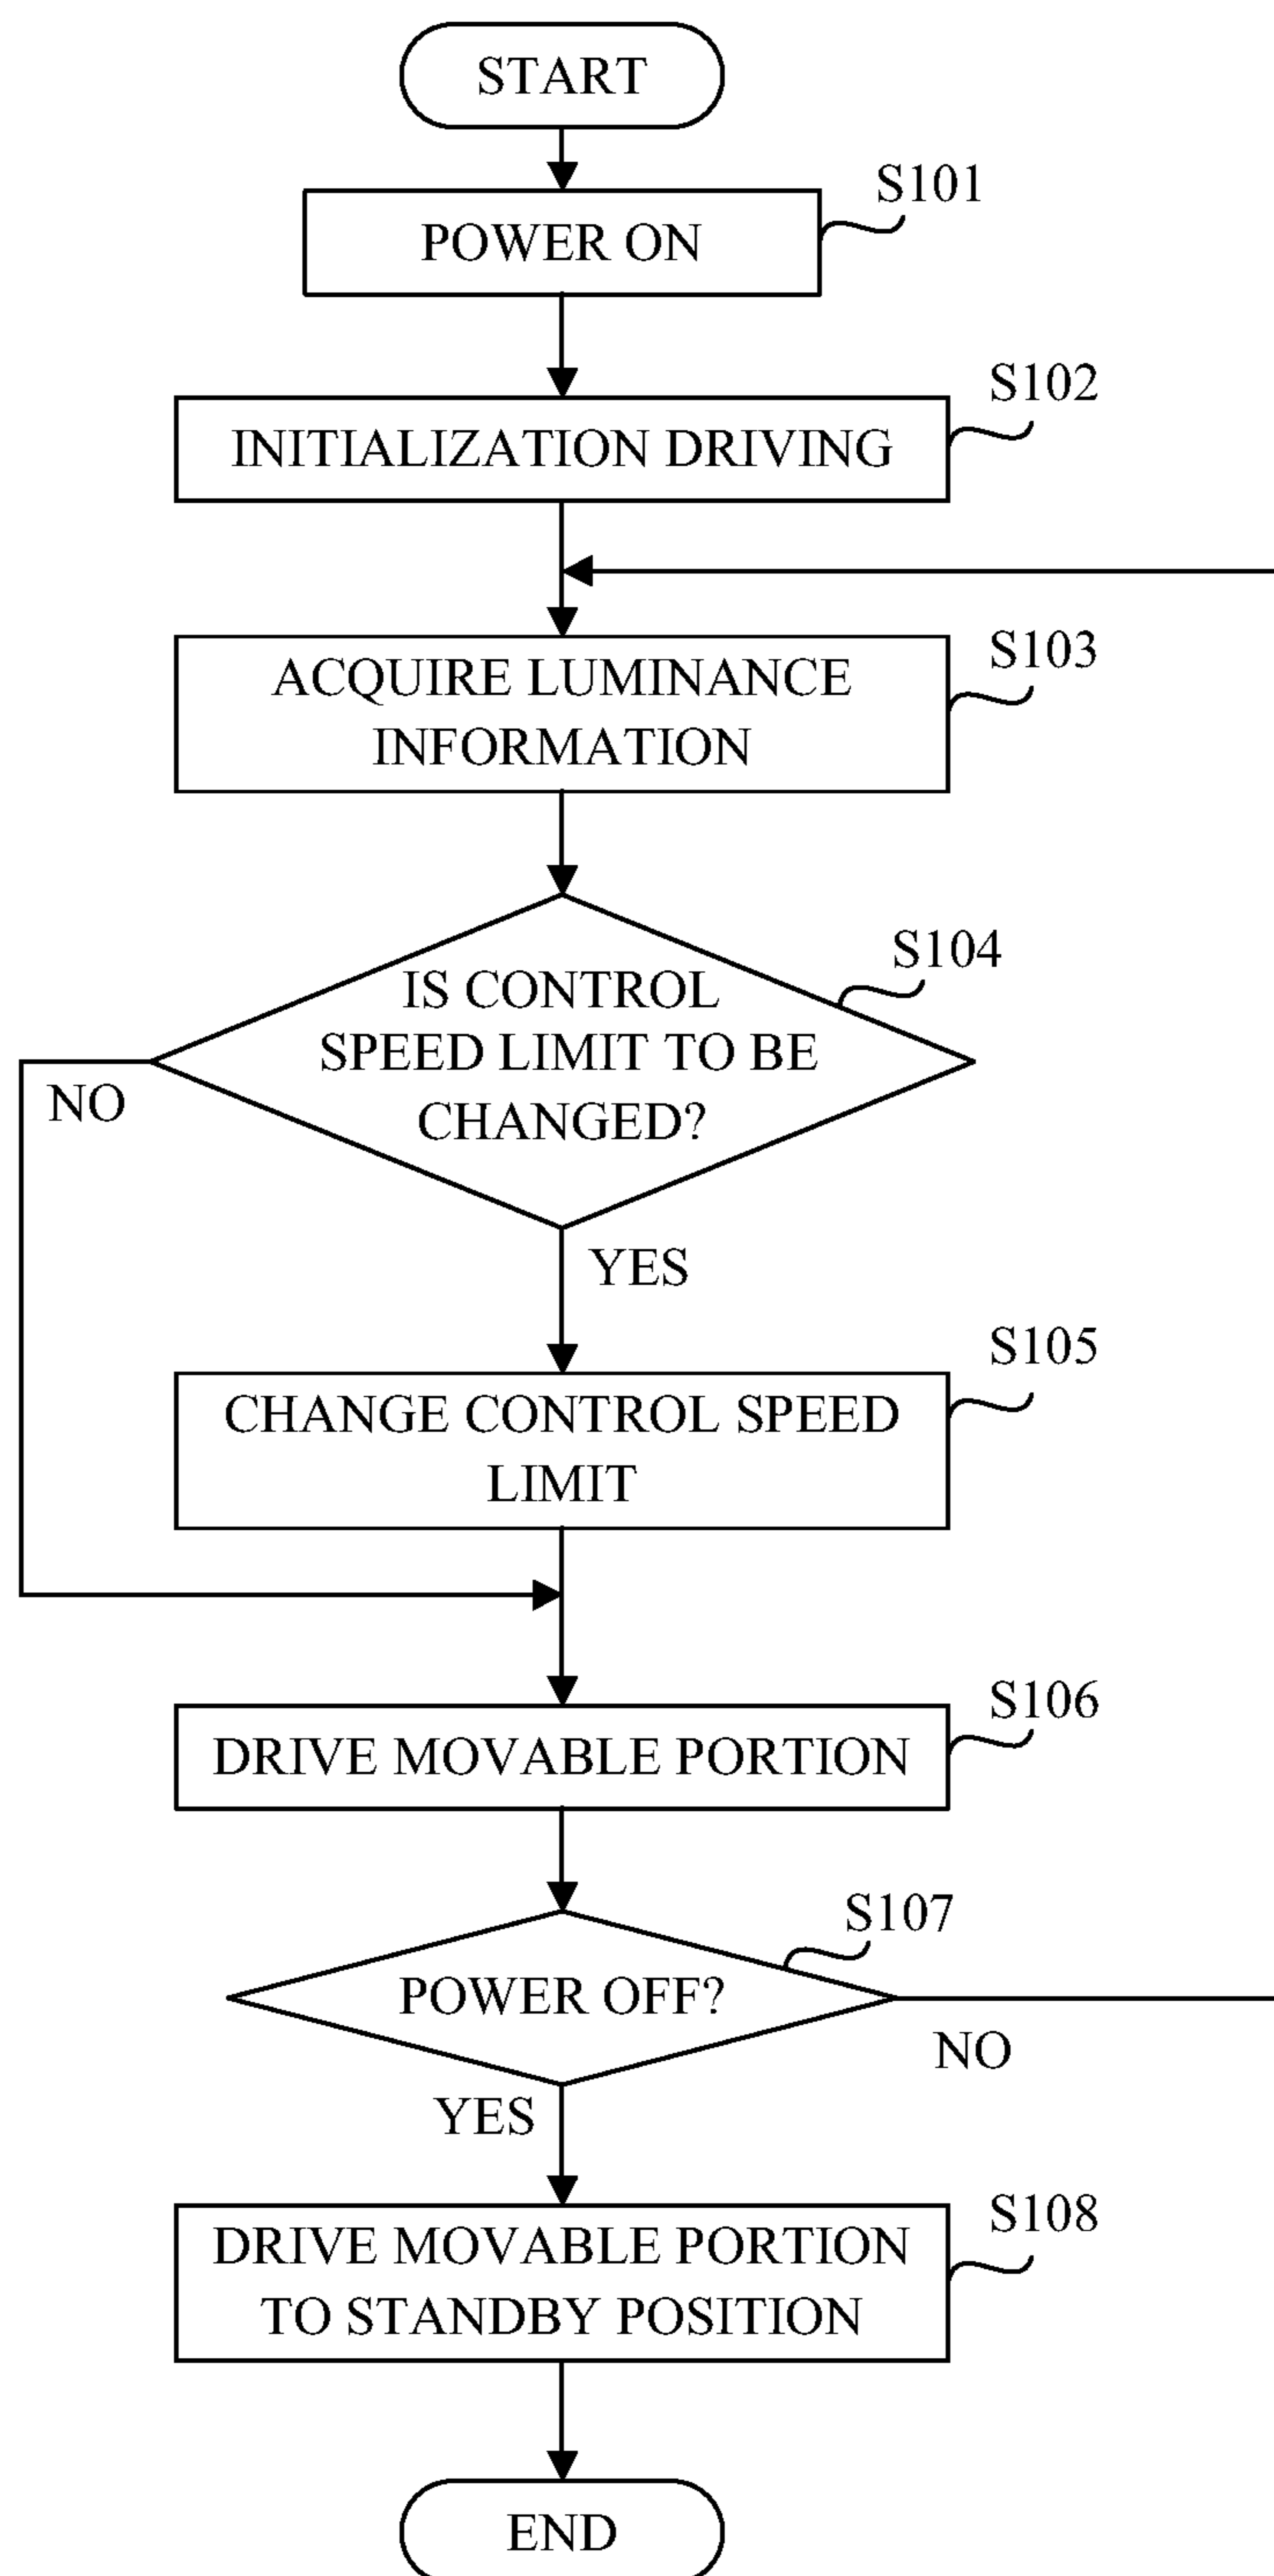 START
S101
POWER ON
S102
INITIALIZATION DRIVING
S103
ACQUIRE LUMINANCE
INFORMATION
S104
IS CONTROL
SPEED LIMIT TO BE
CHANGED?
NO
YES
S105
CHANGE CONTROL SPEED
LIMIT
S106
DRIVE MOVABLE PORTION
S107
POWER OFF?
NO
YES
S108
DRIVE MOVABLE PORTION
TO STANDBY POSITION
END